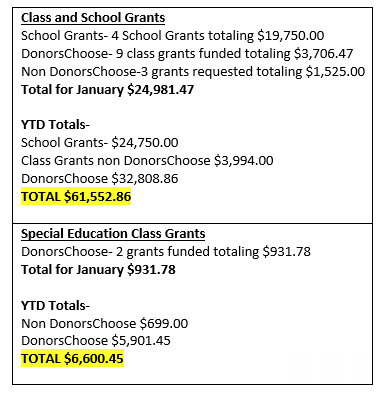 Class and School Grants
School Grants- 4 School Grants totaling $19,750.00
DonorsChoose- 9 class grants funded totaling $3,706.47
Non DonorsChoose-3 grants requested totaling $1,525.00
Total for January $24,981.47
YTD Totals-
School Grants- $24,750.00
Class Grants non DonorsChoose $3,994.00
DonorsChoose $32,808.86
TOTAL $61,552.86
Special Education Class Grants
DonorsChoose- 2 grants funded totaling $931.78
Total for January $931.78
YTD Totals-
Non DonorsChoose $699.00
DonorsChoose $5,901.45
TOTAL $6,600.45